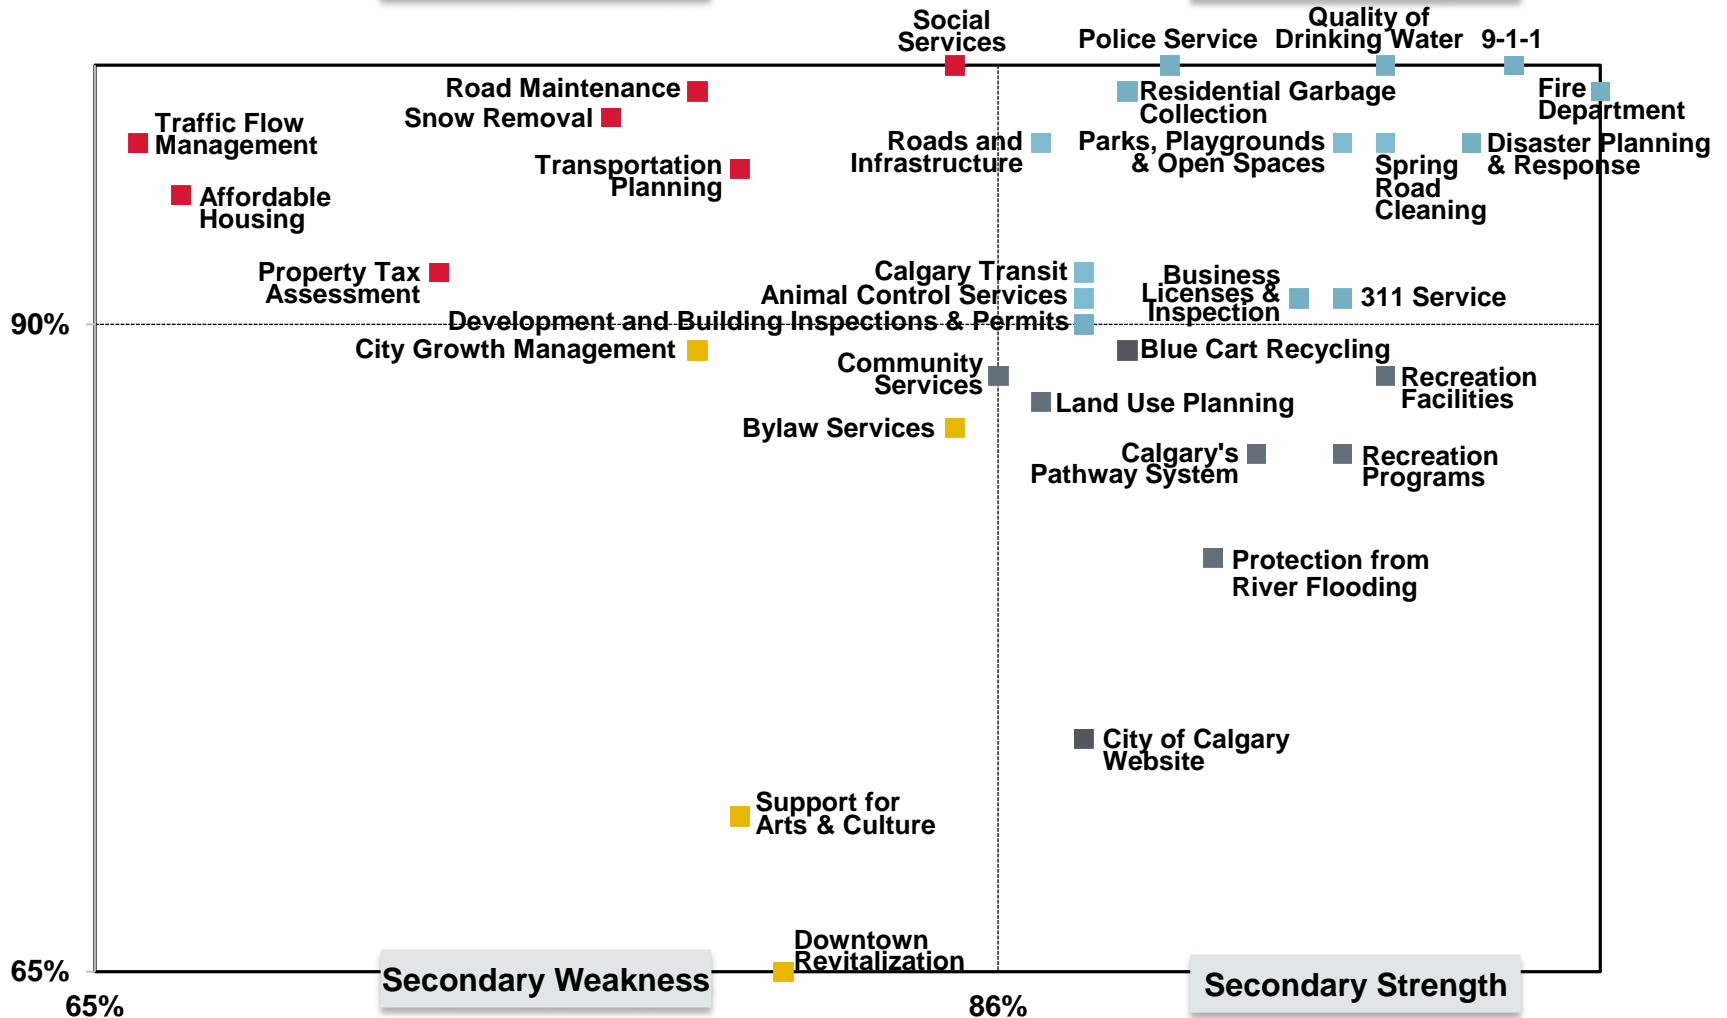 Social
Services
Police Service
Quality of
Drinking Water
9-1-1
Road Maintenance
Residential Garbage
Collection
Fire
Department
Snow Removal
Traffic Flow
Management
Roads and
Infrastructure
Parks, Playgrounds
& Open Spaces
Spring
Road
Cleaning
Disaster Planning
& Response
Transportation
Planning
Affordable
Housing
Property Tax
Assessment
Calgary Transit
Animal Control Services
Business
Licenses &
Inspection
311 Service
90%
Development and Building Inspections & Permits
City Growth Management
Blue Cart Recycling
Community
Services
Recreation
Facilities
Land Use Planning
Bylaw Services
Calgary's
Pathway System
Recreation
Programs
Protection from
River Flooding
City of Calgary
Website
Support for
Arts & Culture
Downtown
Revitalization
65%
Secondary Weakness
Secondary Strength
65%
86%